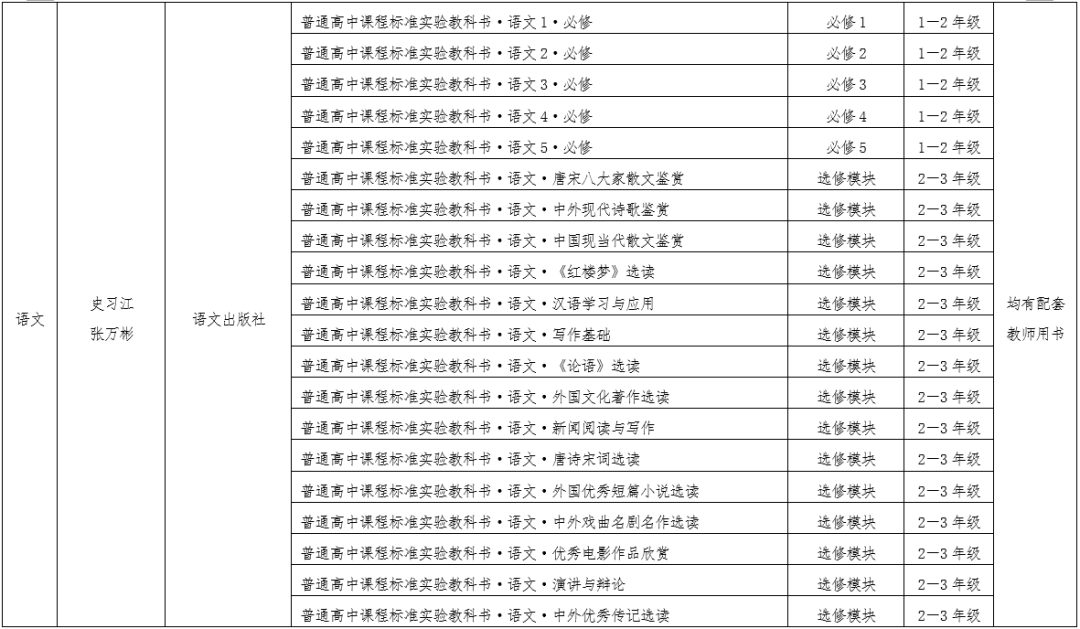 普通高中课程标准实验教科书·语文1·必修 必修1 1—2年级
普通高中课程标准实验教科书·语文2·必修 必修2 1—2年级
普通高中课程标准实验教科书·语文3·必修 必修3 1—2年级
普通高中课程标准实验教科书·语文4·必修 必修4 1—2年级
普通高中课程标准实验教科书·语文5·必修 必修5 1—2年级
普通高中课程标准实验教科书·语文·唐宋八大家散文鉴赏 选修模块 2—3年级
普通高中课程标准实验教科书·语文·中外现代诗歌鉴赏 选修模块 2—3年级
普通高中课程标准实验教科书·语文·中国现当代散文鉴赏 选修模块 2—3年级
普通高中课程标准实验教科书·语文·《红楼梦》选读 选修模块 2—3年级
史习江 普通高中课程标准实验教科书·语文·汉语学习与应用 选修模块 2—3年级 均有配套
语文 语文出版社
张万彬 普通高中课程标准实验教科书·语文·写作基础 选修模块 2—3年级 教师用书
普通高中课程标准实验教科书·语文·《论语》选读 选修模块 2—3年级
普通高中课程标准实验教科书·语文·外国文化著作选读 选修模块 2—3年级
普通高中课程标准实验教科书·语文·新闻阅读与写作 选修模块 2—3年级
普通高中课程标准实验教科书·语文·唐诗宋词选读 选修模块 2—3年级
普通高中课程标准实验教科书·语文·外国优秀短篇小说选读 选修模块 2—3年级
普通高中课程标准实验教科书·语文·中外戏曲名剧名作选读 选修模块 2—3年级
普通高中课程标准实验教科书·语文·优秀电影作品欣赏 选修模块 2—3年级
普通高中课程标准实验教科书·语文·演讲与辩论 选修模块 2—3年级
普通高中课程标准实验教科书·语文·中外优秀传记选读 选修模块 2—3年级